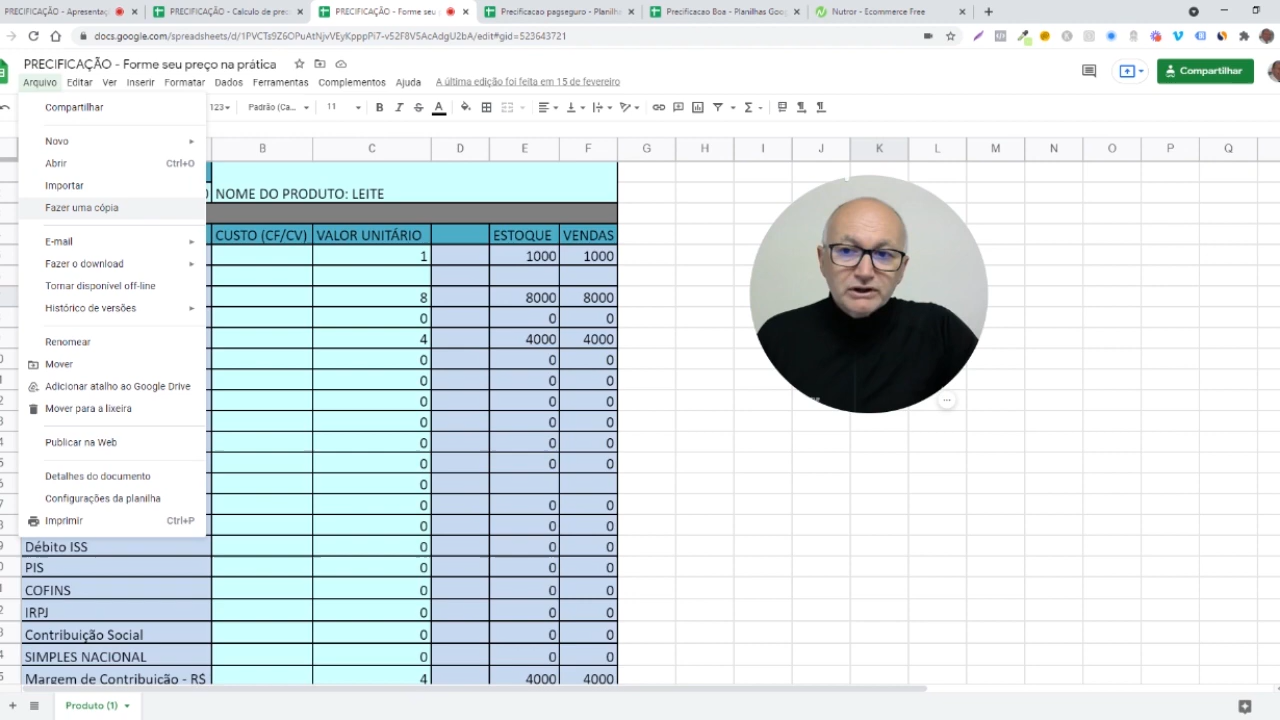 PRECIFICAÇÃO - Apresentaç
PRECIFICAÇÃO - Calculo de prec
PRECIFICAÇÃO - Forme seu
Precificacao pagseguro - Planilh
Precificacao Boa - Planilhas Goo
Nutror - Ecommerce Free
docs.google.com/spreadsheets/d/1PVCTs9Z6OPuAtNjvVEyKpppPi7-v52F8V5AcAdgU2bA/edit#gid=523643721
PRECIFICAÇÃO - Forme seu preço na prática
Arquivo Editar Ver Inserir Formatar Dados Ferramentas Complementos Ajuda A última edição foi feita em 15 de fevereiro
Compartilhar
123 Padrão (Ca... 11 B I S A
Compartilhar
Novo
Abrir Ctrl+O
Importar
Fazer uma cópia
E-mail
Fazer o download
Tornar disponível off-line
Histórico de versões
Renomear
Mover
Adicionar atalho ao Google Drive
Mover para a lixeira
Publicar na Web
Detalhes do documento
Configurações da planilha
Imprimir Ctrl+P
B C D E F G H I J K L M N O P Q
0 NOME DO PRODUTO: LEITE
CUSTO (CF/CV) VALOR UNITÁRIO ESTOQUE VENDAS
1 1000 1000
8 8000 8000
0 0 0
4 4000 4000
0 0 0
0 0 0
0 0 0
0 0 0
0 0 0
0 0 0
0
0 0 0
0 0 0
Débito ISS 0 0 0
PIS 0 0 0
COFINS 0 0 0
IRPJ 0 0 0
Contribuição Social 0 0 0
SIMPLES NACIONAL 0 0 0
Margem de Contribuição - R$ 4 4000 4000
Produto (1)